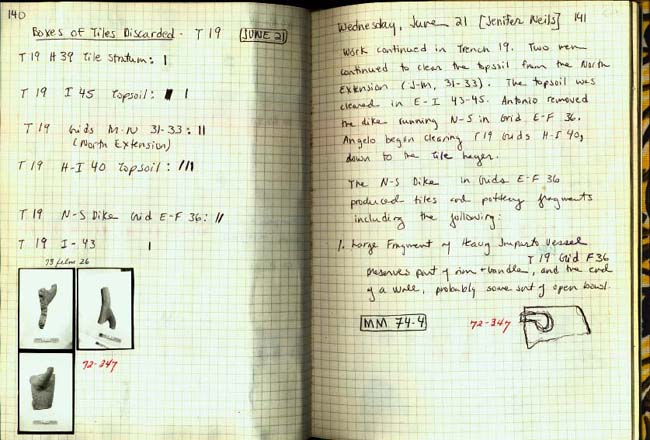 140
Boxes of Tiles Discarded - T 19 JUNE 21
T 19 H 39 Tile Stratum: I
T 19 I 45 Topsoil: I
T 19 Grids M-N 31-33: II
(North Extension)
T 19 H-I 40 Topsoil: III
T 19 N-S Dike Grid E-F 36: II
T 19 I-43 I
73 film 26
72-347
Wednesday, June 21 [Jenifer Neils] 141
Work continued in Trench 19. Two men
continued to clear the topsoil from the North
Extension (J-M, 31-33). The topsoil was
cleared in E-I 43-45. Antonio removed
the dike running N-S in Grid E-F 36.
Angelo began clearing T19 Grids H-I 40,
down to the tile layer.
The N-S Dike in Grids E-F 36
produced tiles and pottery fragments
including the following:
1. Large Fragment of Heavy Impasto Vessel
T 19 Grid F36
preserves part of rim + handle, and the end
of a wall, probably some sort of open bowl.
MM 74-4
72-347